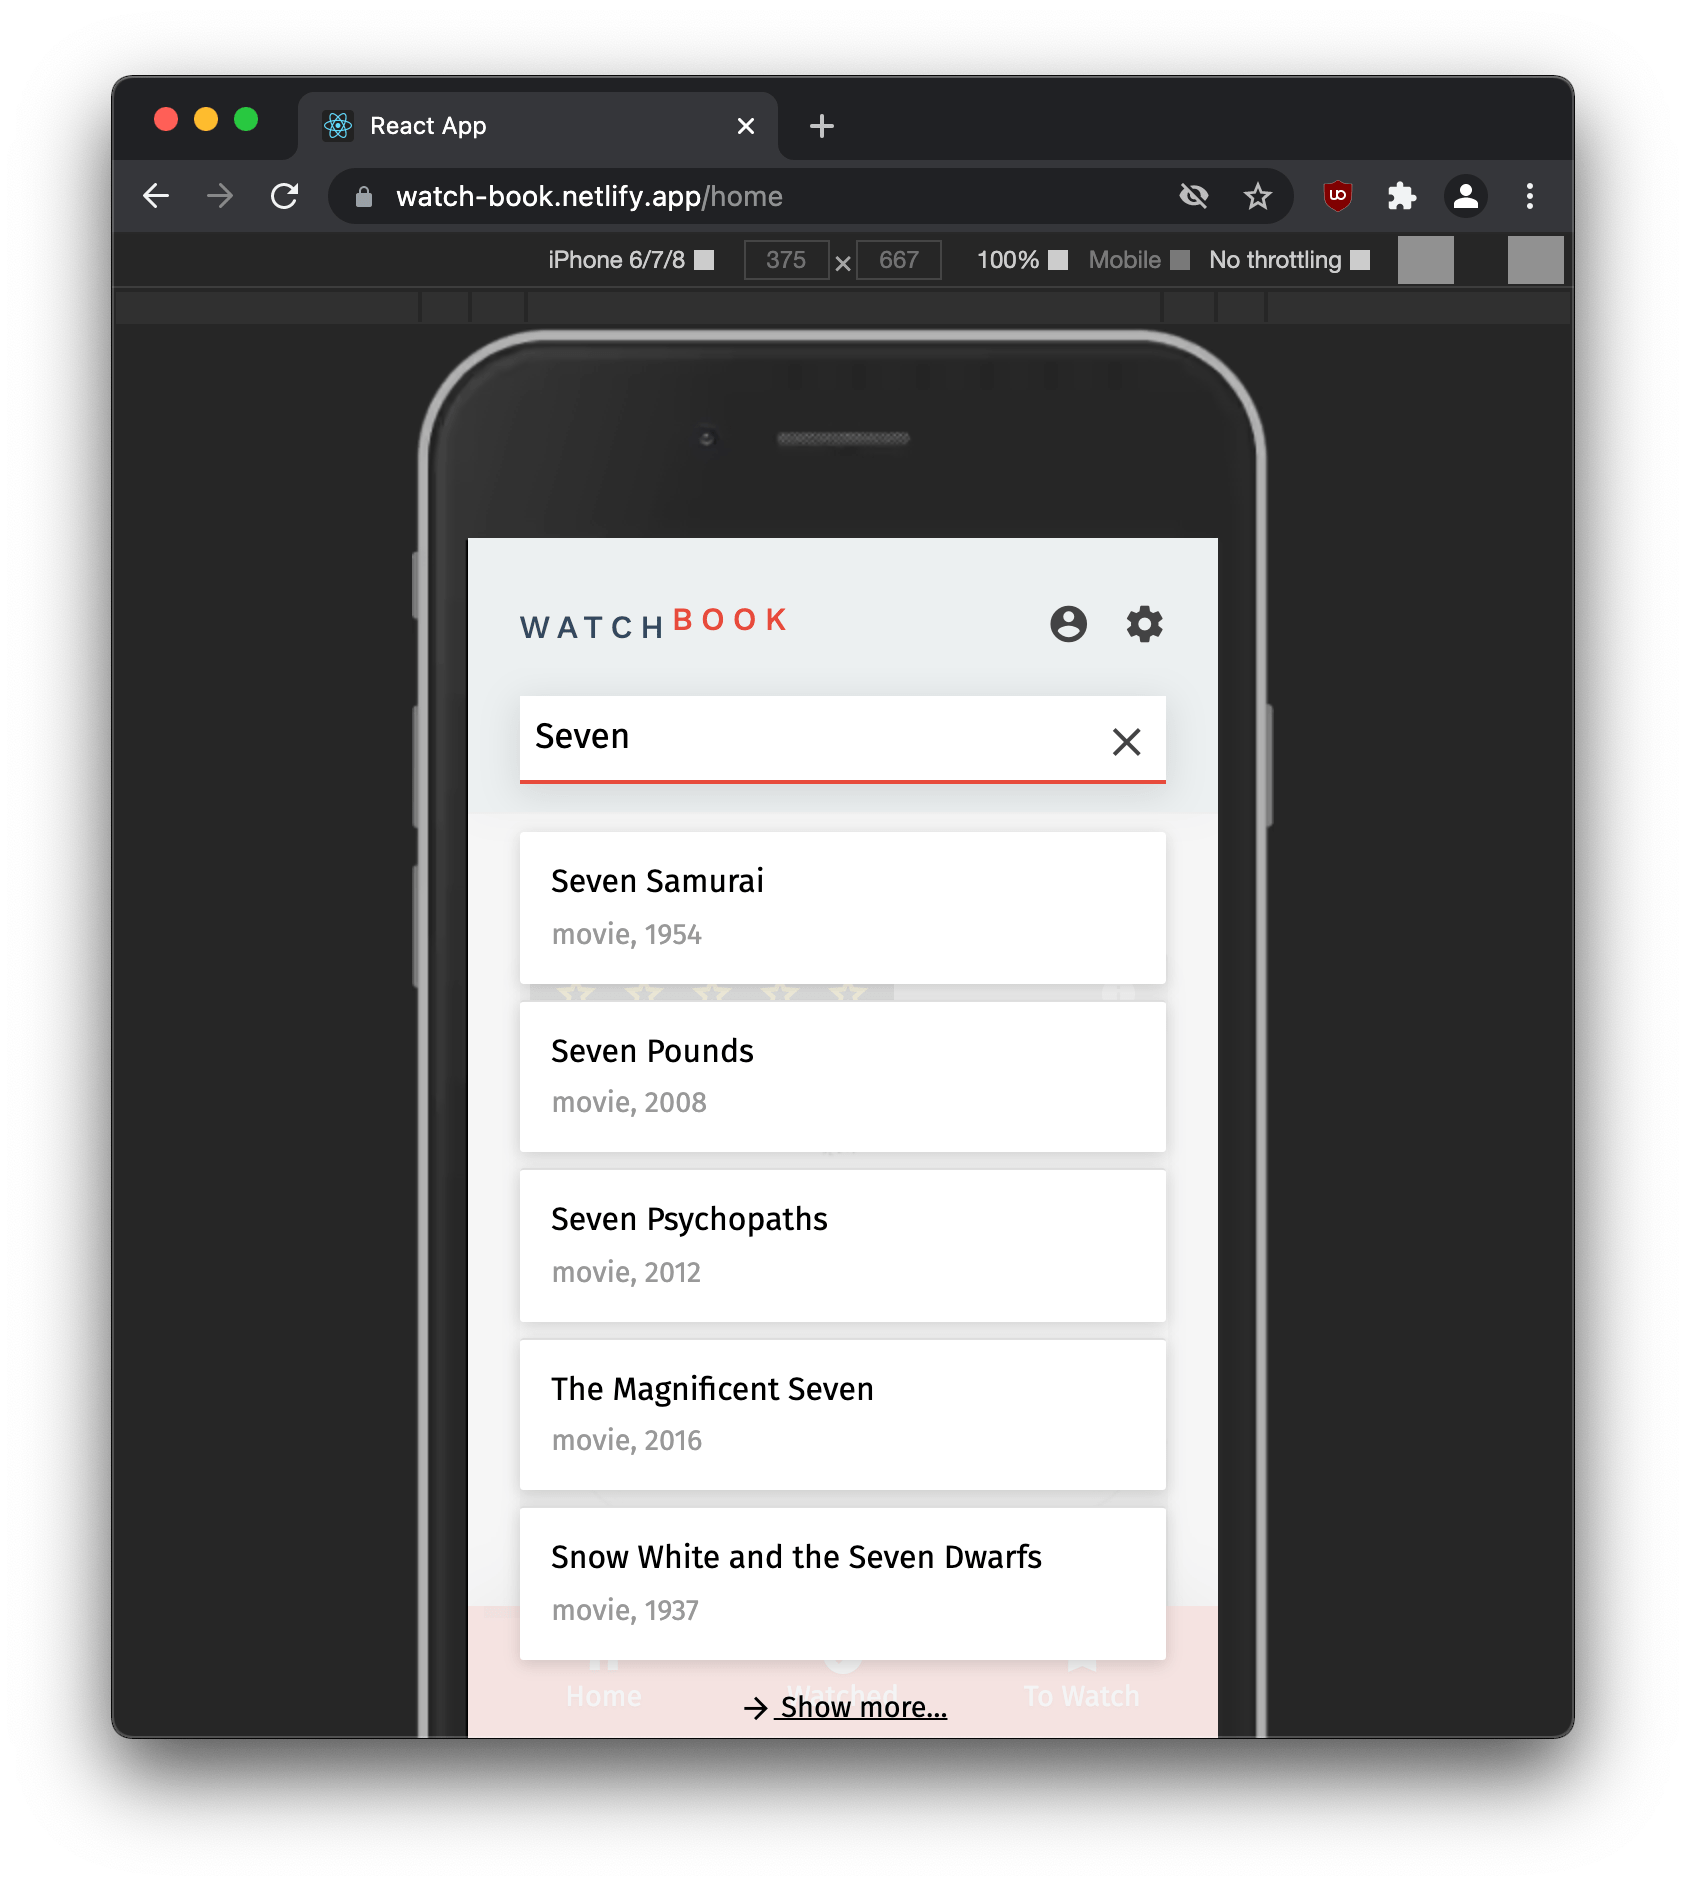 React App
watch-book.netlify.app/home
iPhone 6/7/8 375 × 667 100% Mobile No throttling
WATCHBOOK
Seven
Seven Samurai
movie, 1954
Seven Pounds
movie, 2008
Seven Psychopaths
movie, 2012
The Magnificent Seven
movie, 2016
Snow White and the Seven Dwarfs
movie, 1937
Home Watched To Watch
→ Show more...